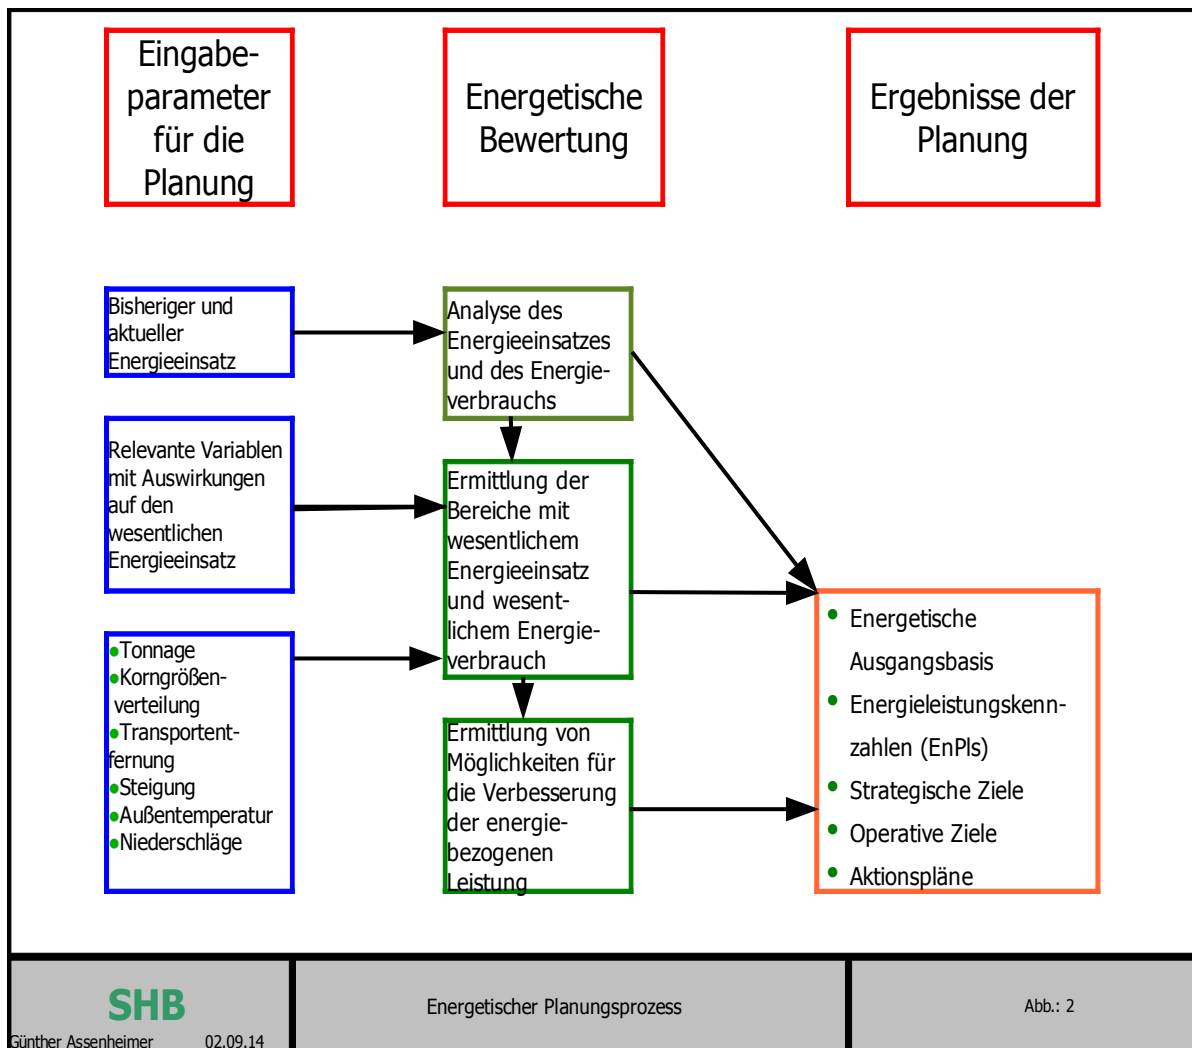 Eingabe-
parameter
für die
Planung
Energetische
Bewertung
Ergebnisse der
Planung
Bisheriger und
aktueller
Energieeinsatz
Relevante Variablen
mit Auswirkungen
auf den
wesentlichen
Energieeinsatz
•Tonnage
•Korngrößen-
verteilung
•Transportent-
fernung
•Steigung
•Außentemperatur
•Niederschläge
Analyse des
Energieeinsatzes
und des Energie-
verbrauchs
Ermittlung der
Bereiche mit
wesentlichem
Energieeinsatz
und wesent-
lichem Energie-
verbrauch
Ermittlung von
Möglichkeiten für
die Verbesserung
der energie-
bezogenen
Leistung
• Energetische
Ausgangsbasis
• Energieleistungskenn-
zahlen (EnPls)
• Strategische Ziele
• Operative Ziele
• Aktionspläne
SHB
Günther Assenheimer 02.09.14
Energetischer Planungsprozess
Abb.: 2